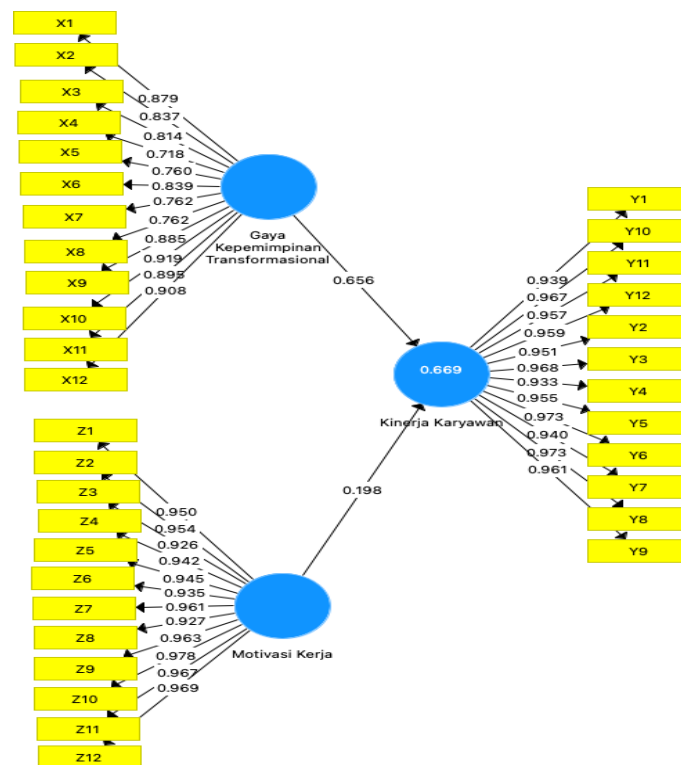 X1
X2
X3
X4
X5
X6
X7
X8
X9
X10
X11
X12
0.879
0.837
0.814
0.718
0.760
0.839
0.762
0.762
0.885
0.919
0.895
0.908
Gaya
Kepemimpinan
Transformasional
0.656
Z1
Z2
Z3
Z4
Z5
Z6
Z7
Z8
Z9
Z10
Z11
Z12
0.950
0.954
0.926
0.942
0.945
0.935
0.961
0.927
0.963
0.978
0.967
0.969
Motivasi Kerja
0.198
0.669
Kinerja Karyawan
0.939
0.967
0.957
0.959
0.951
0.968
0.933
0.955
0.973
0.940
0.973
0.961
Y1
Y10
Y11
Y12
Y2
Y3
Y4
Y5
Y6
Y7
Y8
Y9